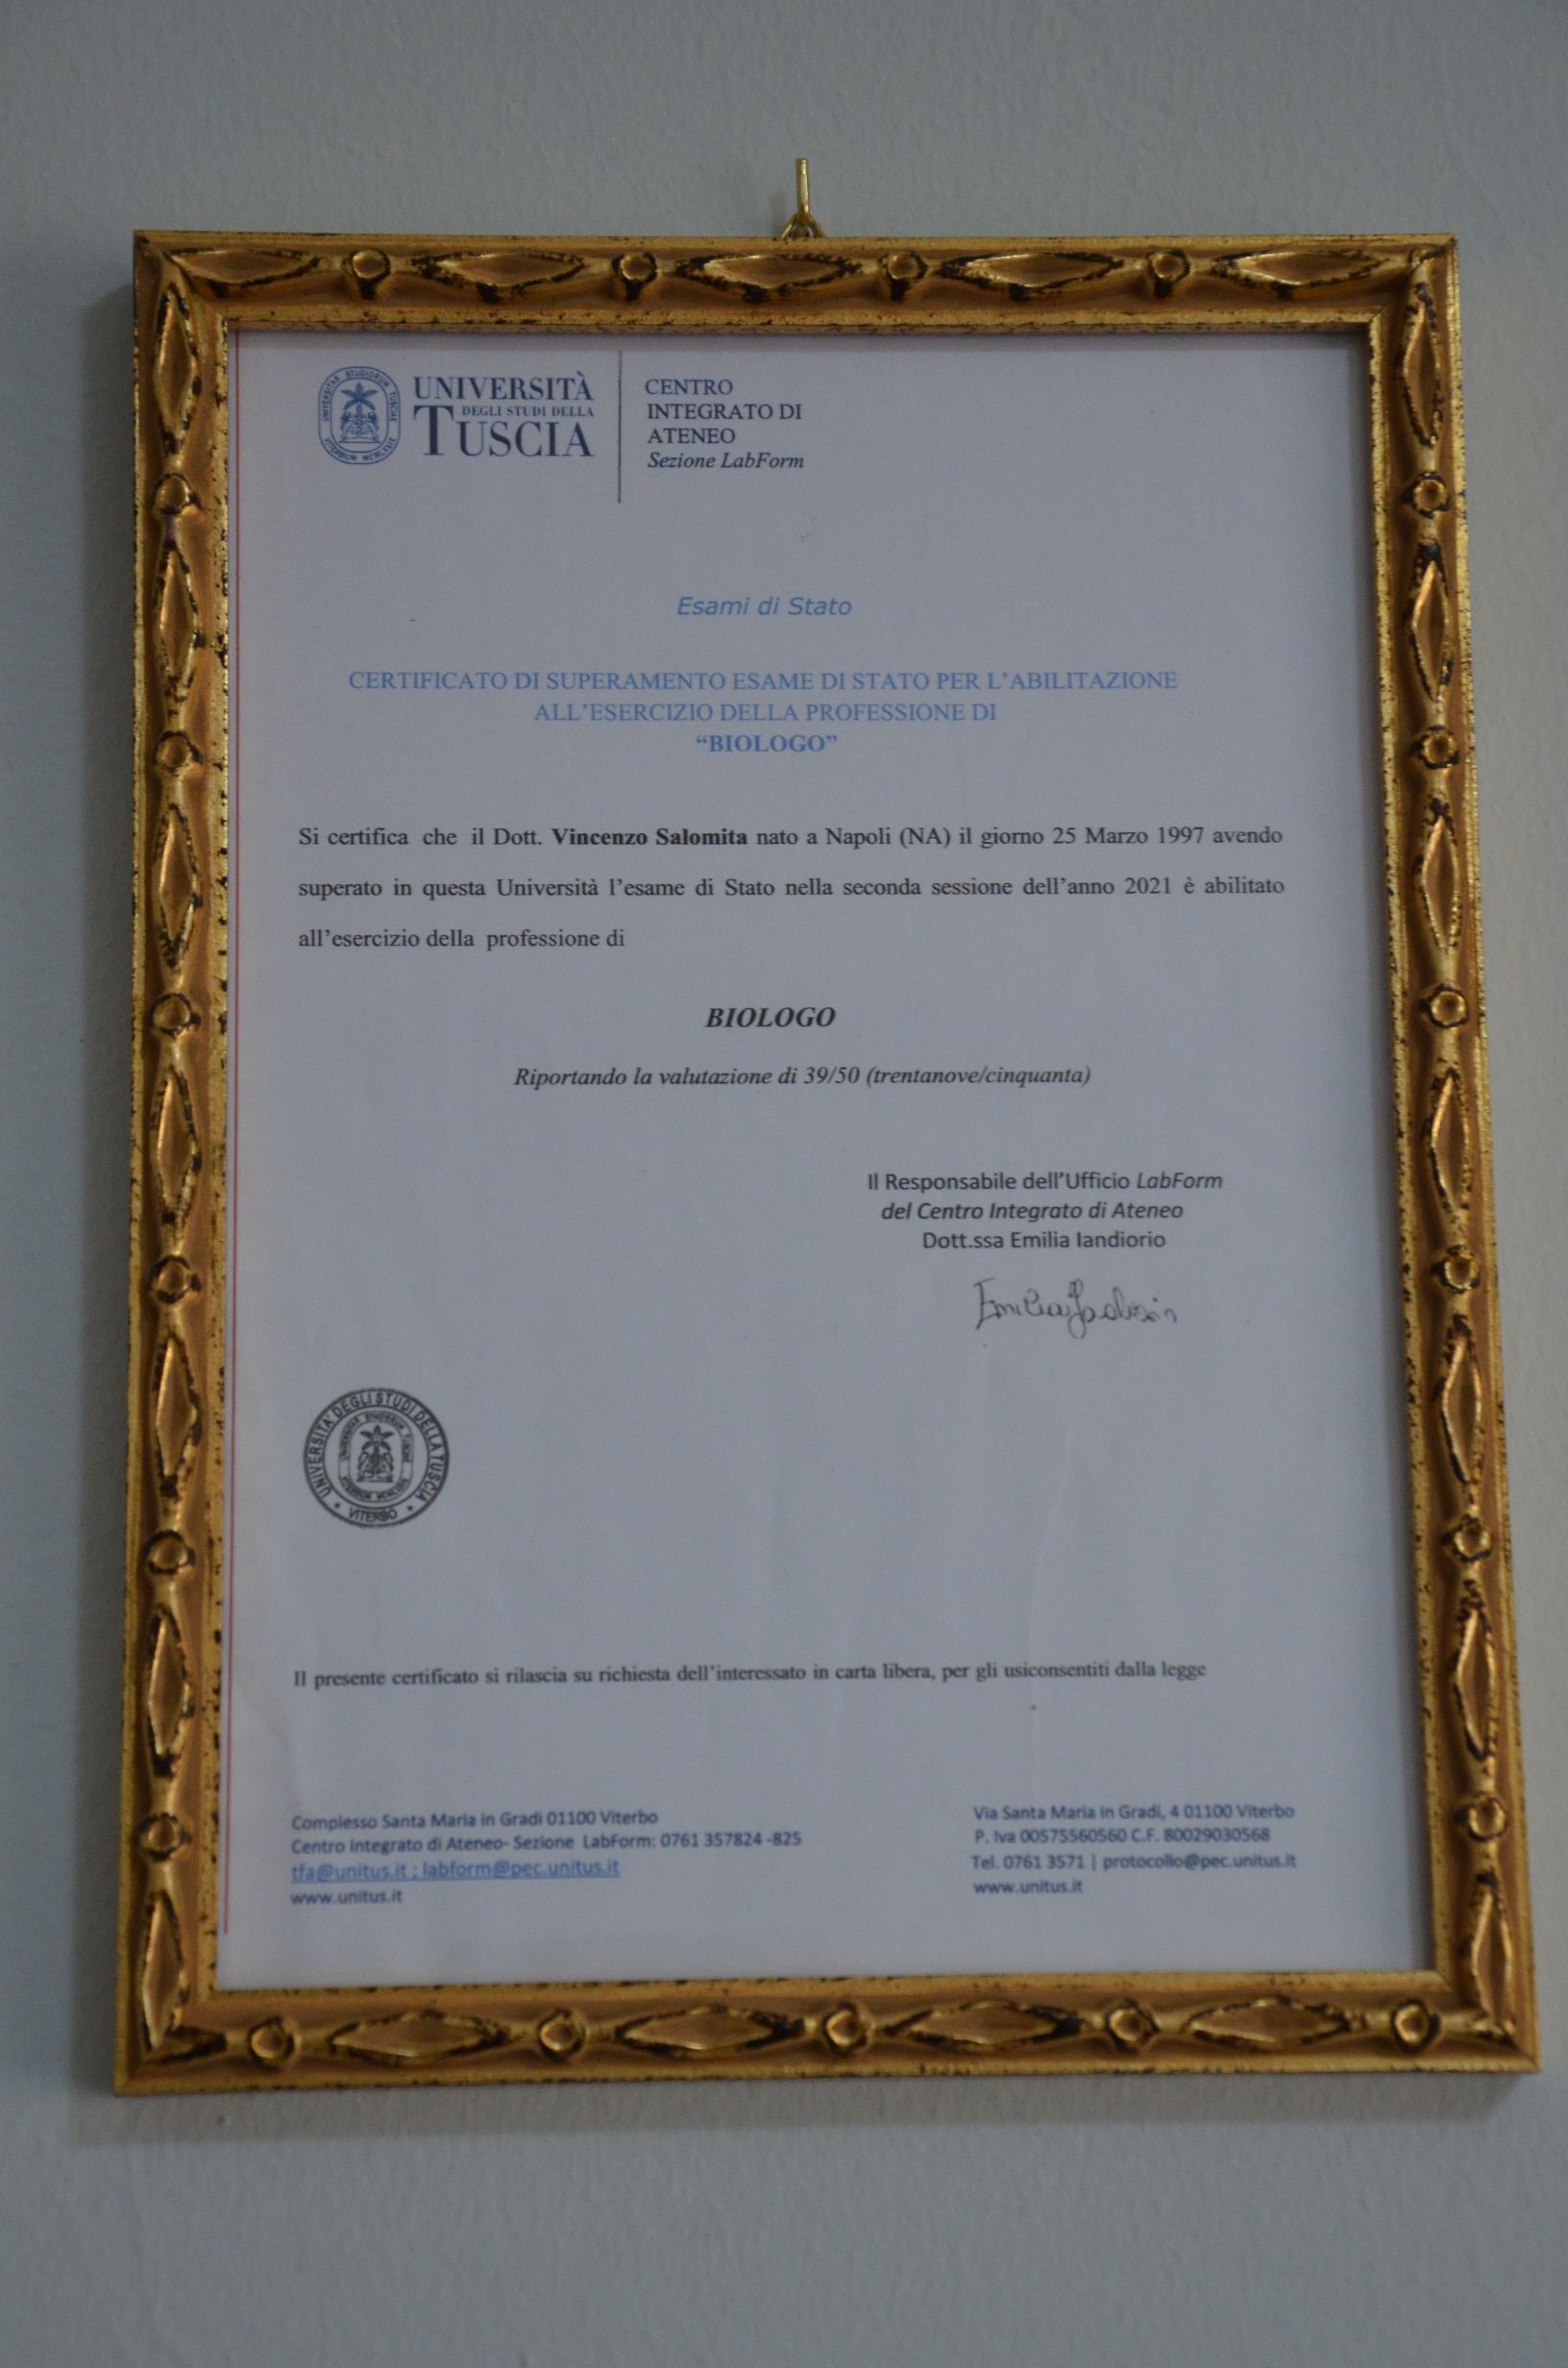 UNIVERSITÀ
DEGLI STUDI DELLA
TUSCIA
CENTRO
INTEGRATO DI
ATENEO
Sezione LabForm
Esami di Stato
CERTIFICATO DI SUPERAMENTO ESAME DI STATO PER L'ABILITAZIONE
ALL'ESERCIZIO DELLA PROFESSIONE DI
“BIOLOGO”
Si certifica che il Dott. Vincenzo Salomita nato a Napoli (NA) il giorno 25 Marzo 1997 avendo
superato in questa Università l'esame di Stato nella seconda sessione dell'anno 2021 è abilitato
all'esercizio della professione di
BIOLOGO
Riportando la valutazione di 39/50 (trentanove/cinquanta)
Il Responsabile dell'Ufficio LabForm
del Centro Integrato di Ateneo
Dott.ssa Emilia Iandiorio
UNIVERSITA' DEGLI STUDI DELLA TUSCIA
VITERBO
Il presente certificato si rilascia su richiesta dell'interessato in carta libera, per gli usiconsentiti dalla legge
Complesso Santa Maria in Gradi 01100 Viterbo
Centro Integrato di Ateneo- Sezione LabForm: 0761 357824 -825
tfa@unitus.it ; labform@pec.unitus.it
www.unitus.it
Via Santa Maria in Gradi, 4 01100 Viterbo
P. Iva 00575560560 C.F. 80029030568
Tel. 0761 3571 | protocollo@pec.unitus.it
www.unitus.it